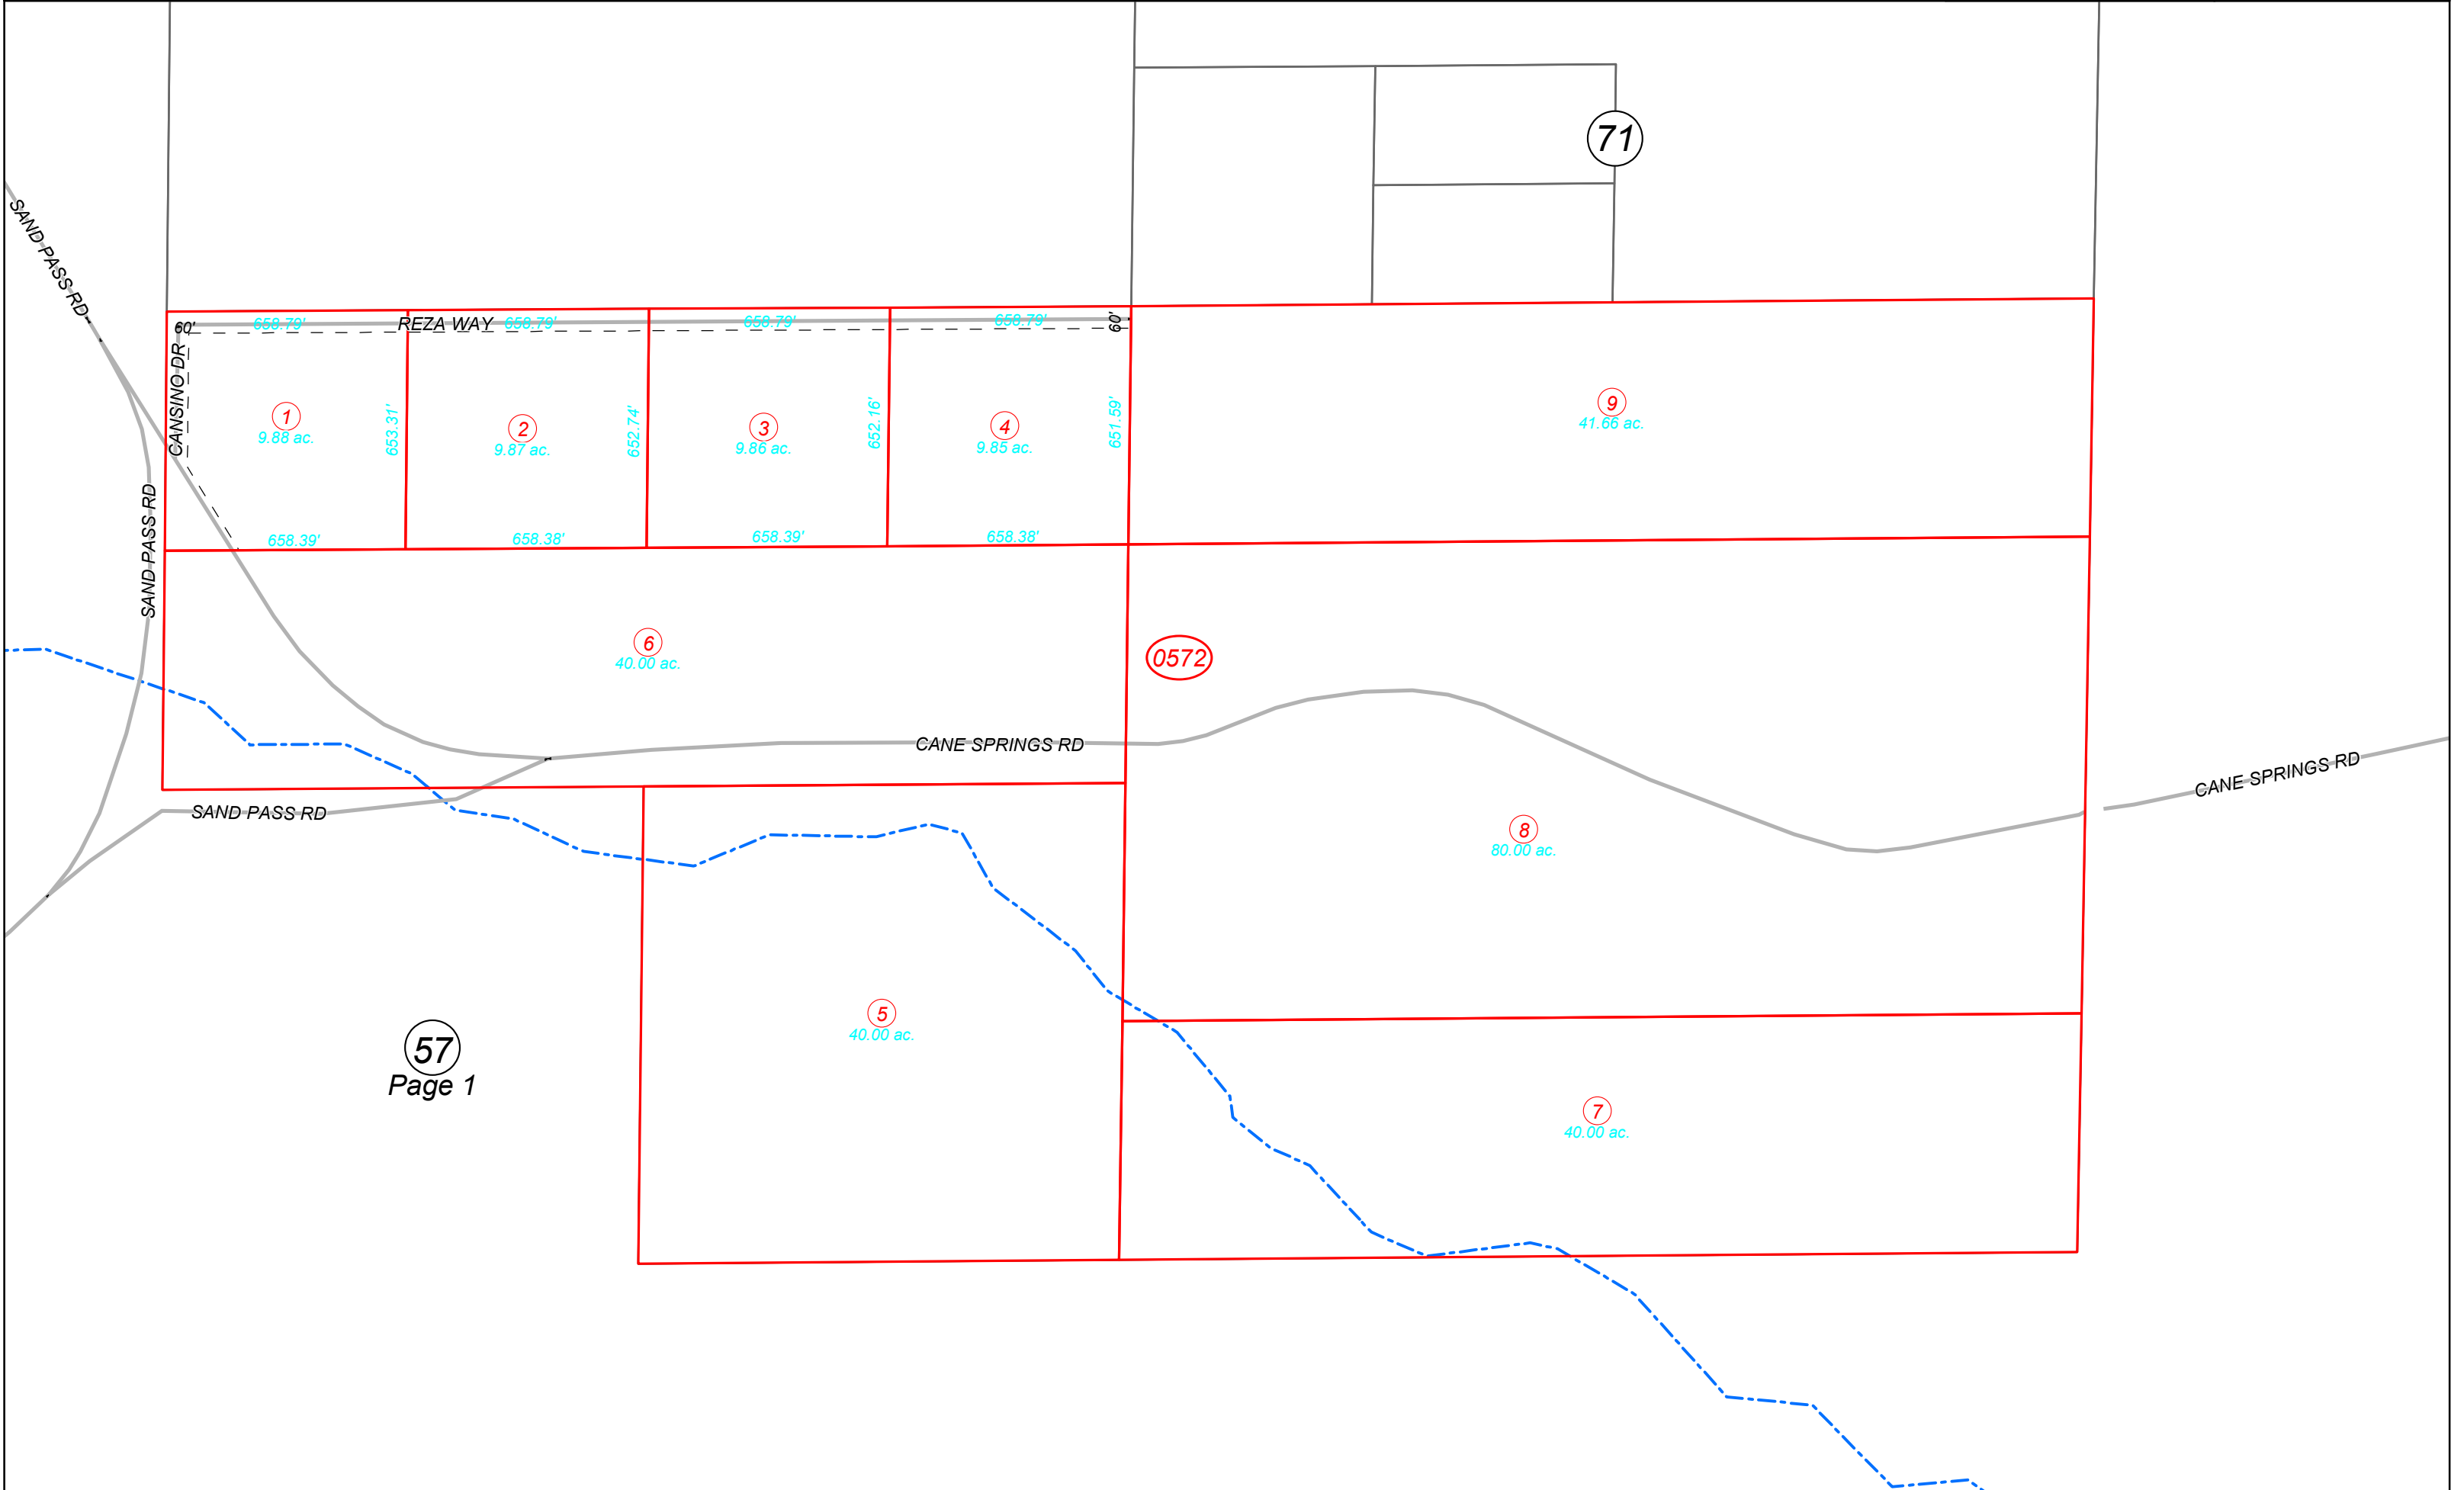 71
SAND PASS RD
60'
658.79'
REZA WAY
658.79'
658.79'
658.79'
60'
CANSINO DR
1
9.88 ac.
653.31'
2
9.87 ac.
652.74'
3
9.86 ac.
652.16'
4
9.85 ac.
651.59'
9
41.66 ac.
658.39'
658.38'
658.39'
658.38'
SAND PASS RD
6
40.00 ac.
0572
CANE SPRINGS RD
CANE SPRINGS RD
SAND PASS RD
8
80.00 ac.
5
40.00 ac.
57
Page 1
7
40.00 ac.